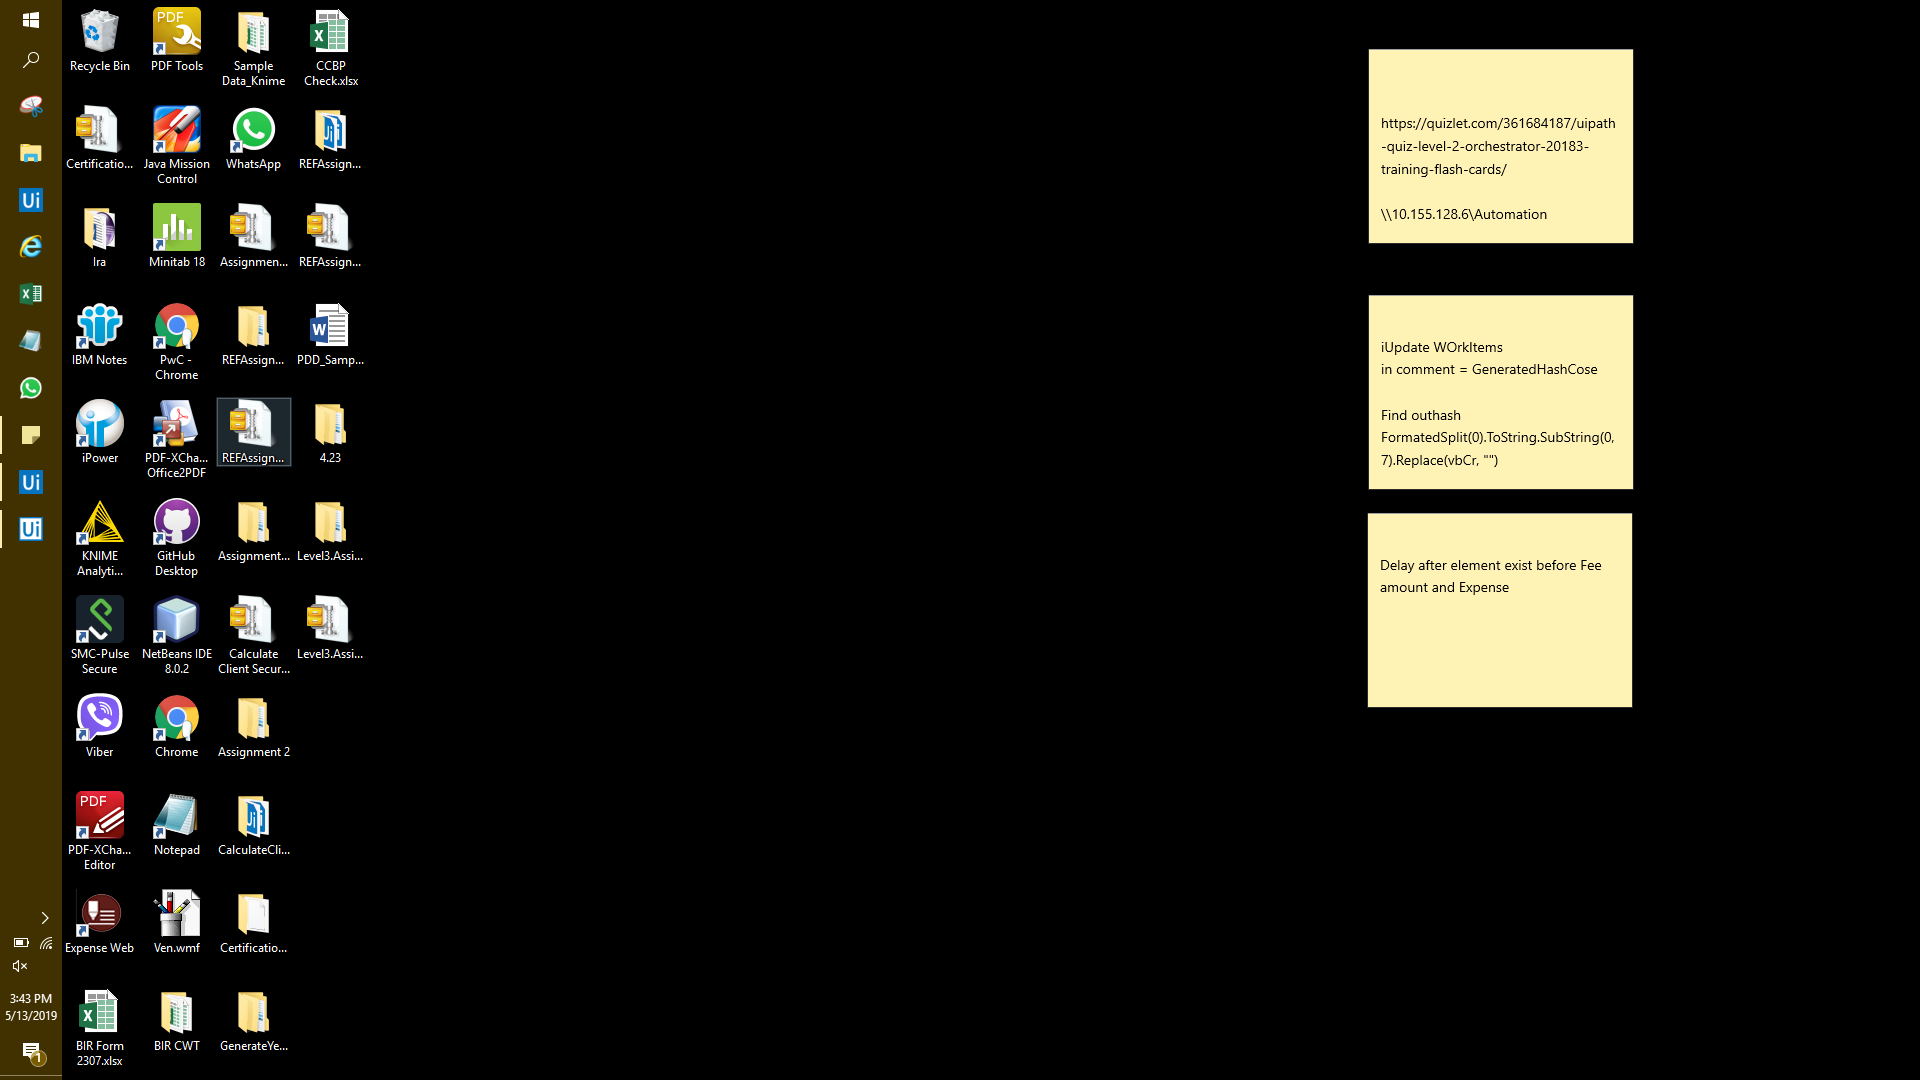 Recycle Bin
PDF
PDF Tools
Sample
Data_Knime
CCBP
Check.xlsx
Certificatio...
Java Mission
Control
WhatsApp
REFAssign...
Ira
Minitab 18
Assignmen...
REFAssign...
IBM Notes
PwC -
Chrome
REFAssign...
PDD_Samp...
iPower
PDF-XCha...
Office2PDF
REFAssign...
4.23
KNIME
Analyti...
GitHub
Desktop
Assignment...
Level3.Assi...
SMC-Pulse
Secure
NetBeans IDE
8.0.2
Calculate
Client Secur...
Level3.Assi...
Viber
Chrome
Assignment 2
PDF
PDF-XCha...
Editor
Notepad
CalculateCli...
Expense Web
Ven.wmf
Certificatio...
BIR Form
2307.xlsx
BIR CWT
GenerateYe...
Ui
Ui
Ui
3:43 PM
5/13/2019
1
https://quizlet.com/361684187/uipath
-quiz-level-2-orchestrator-20183-
training-flash-cards/
\\10.155.128.6\Automation
iUpdate WOrkItems
in comment = GeneratedHashCose
Find outhash
FormatedSplit(0).ToString.SubString(0,
7).Replace(vbCr, "")
Delay after element exist before Fee
amount and Expense